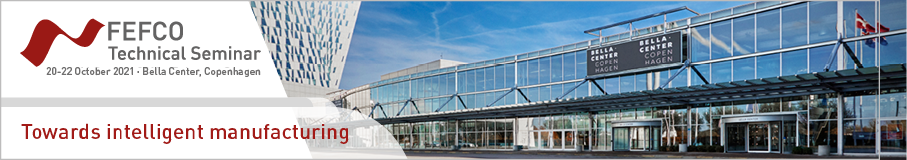 FEFCO
Technical Seminar
20-22 October 2021 · Bella Center, Copenhagen
Towards intelligent manufacturing
BELLA-
CENTER
COPEN
HAGEN
BELLA-
CENTER
COPEN
HAGEN